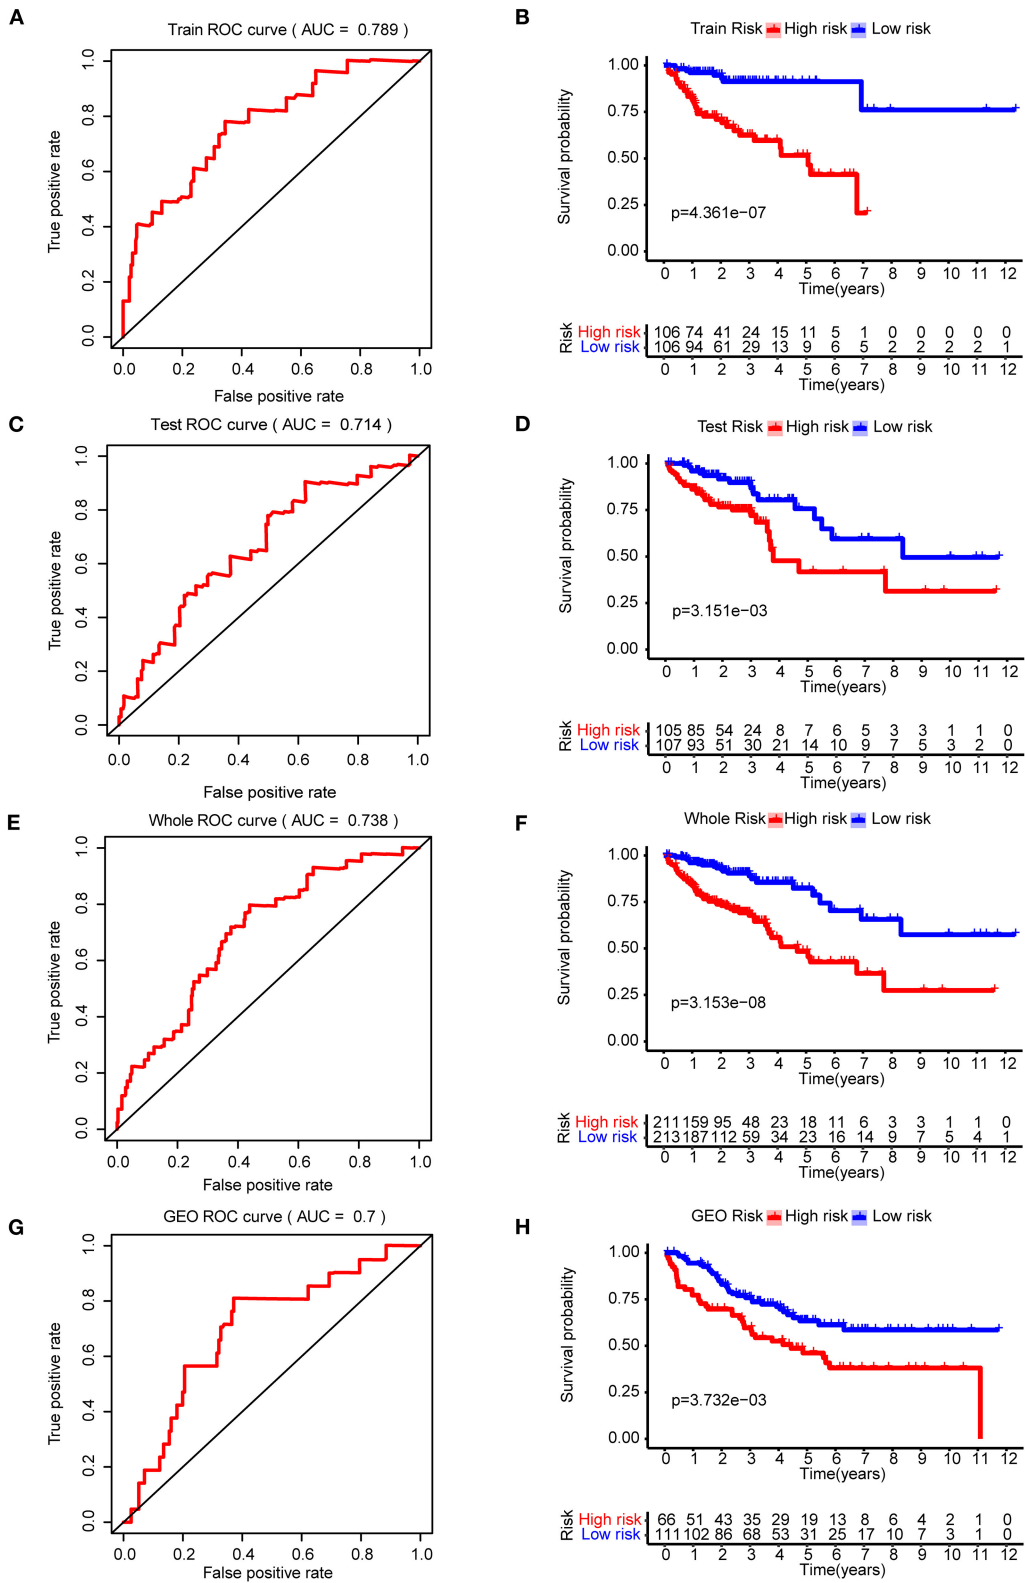 A
Train ROC curve ( AUC = 0.789 )
True positive rate
0.0 0.2 0.4 0.6 0.8 1.0
0.0 0.2 0.4 0.6 0.8 1.0
False positive rate
B
Train Risk High risk Low risk
Survival probability
1.00
0.75
0.50
0.25
0.00
p=4.361e−07
0 1 2 3 4 5 6 7 8 9 10 11 12
Time(years)
Risk
High risk 106 74 41 24 15 11 5 1 0 0 0 0 0
Low risk 106 94 61 29 13 9 6 5 2 2 2 2 1
0 1 2 3 4 5 6 7 8 9 10 11 12
Time(years)
C
Test ROC curve ( AUC = 0.714 )
True positive rate
0.0 0.2 0.4 0.6 0.8 1.0
0.0 0.2 0.4 0.6 0.8 1.0
False positive rate
D
Test Risk High risk Low risk
Survival probability
1.00
0.75
0.50
0.25
0.00
p=3.151e−03
0 1 2 3 4 5 6 7 8 9 10 11 12
Time(years)
Risk
High risk 105 85 54 24 8 7 6 5 3 3 1 1 0
Low risk 107 93 51 30 21 14 10 9 7 5 3 2 0
0 1 2 3 4 5 6 7 8 9 10 11 12
Time(years)
E
Whole ROC curve ( AUC = 0.738 )
True positive rate
0.0 0.2 0.4 0.6 0.8 1.0
0.0 0.2 0.4 0.6 0.8 1.0
False positive rate
F
Whole Risk High risk Low risk
Survival probability
1.00
0.75
0.50
0.25
0.00
p=3.153e−08
0 1 2 3 4 5 6 7 8 9 10 11 12
Time(years)
Risk
High risk 211 159 95 48 23 18 11 6 3 3 1 1 0
Low risk 213 187 112 59 34 23 16 14 9 7 5 4 1
0 1 2 3 4 5 6 7 8 9 10 11 12
Time(years)
G
GEO ROC curve ( AUC = 0.7 )
True positive rate
0.0 0.2 0.4 0.6 0.8 1.0
0.0 0.2 0.4 0.6 0.8 1.0
False positive rate
H
GEO Risk High risk Low risk
Survival probability
1.00
0.75
0.50
0.25
0.00
p=3.732e−03
0 1 2 3 4 5 6 7 8 9 10 11 12
Time(years)
Risk
High risk 66 51 43 35 29 19 13 8 6 4 2 1 0
Low risk 111 102 86 68 53 31 25 17 10 7 3 1 0
0 1 2 3 4 5 6 7 8 9 10 11 12
Time(years)